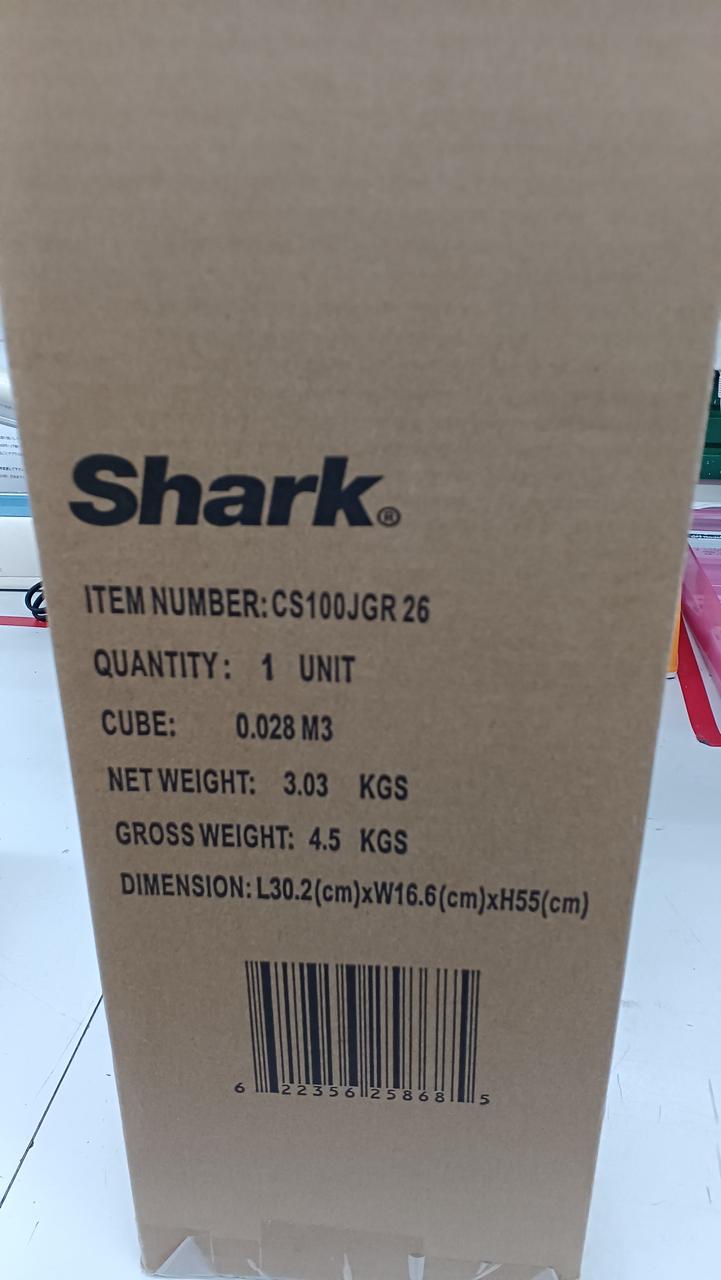 Shark®
ITEM NUMBER: CS100JGR 26
QUANTITY: 1 UNIT
CUBE: 0.028 M3
NET WEIGHT: 3.03 KGS
GROSS WEIGHT: 4.5 KGS
DIMENSION: L30.2(cm)xW16.6(cm)xH55(cm)
6 22356 25868 5